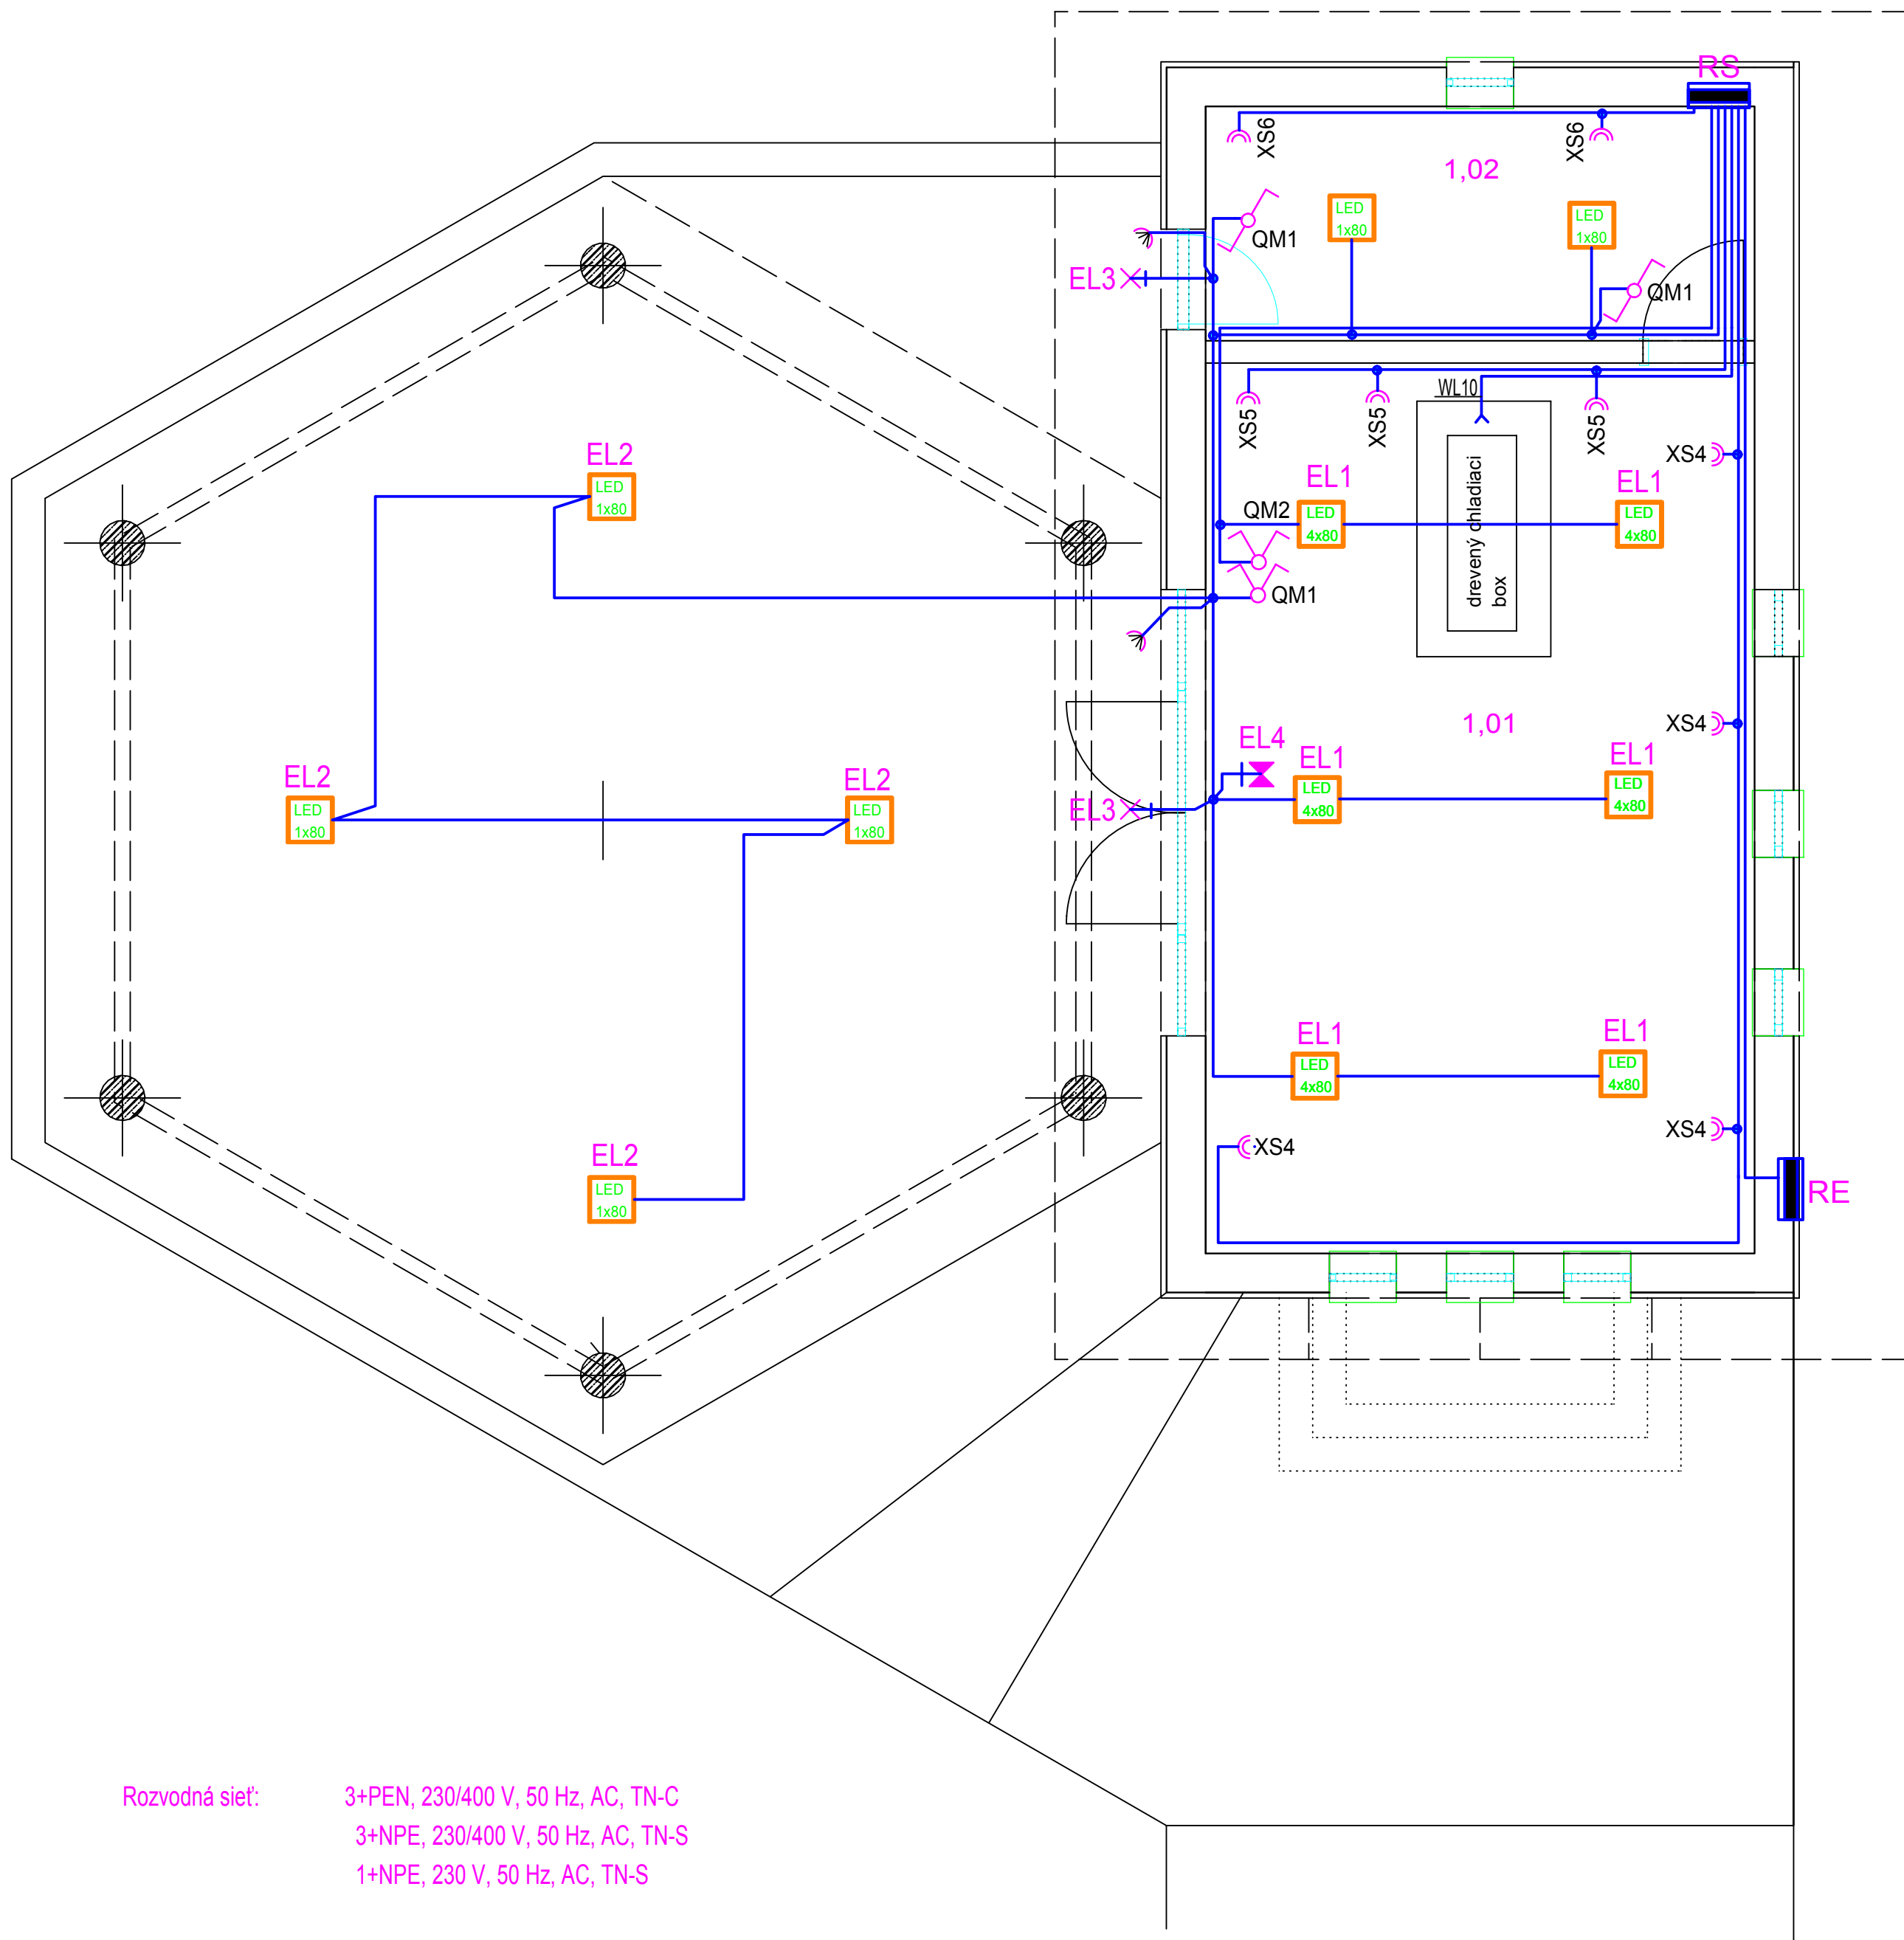 RS
XS6
XS6
1,02
LED
1x80
LED
1x80
QM1
EL3
QM1
WL10
XS5
XS5
XS5
EL2
LED
1x80
XS4
EL1
EL1
QM2
LED
4x80
LED
4x80
drevený chladiaci
box
QM1
1,01
XS4
EL4
EL1
EL1
EL2
EL2
LED
1x80
LED
1x80
EL3
LED
4x80
LED
4x80
EL1
EL1
LED
4x80
LED
4x80
XS4
EL2
XS4
LED
1x80
RE
Rozvodná sieť: 3+PEN, 230/400 V, 50 Hz, AC, TN-C
3+NPE, 230/400 V, 50 Hz, AC, TN-S
1+NPE, 230 V, 50 Hz, AC, TN-S